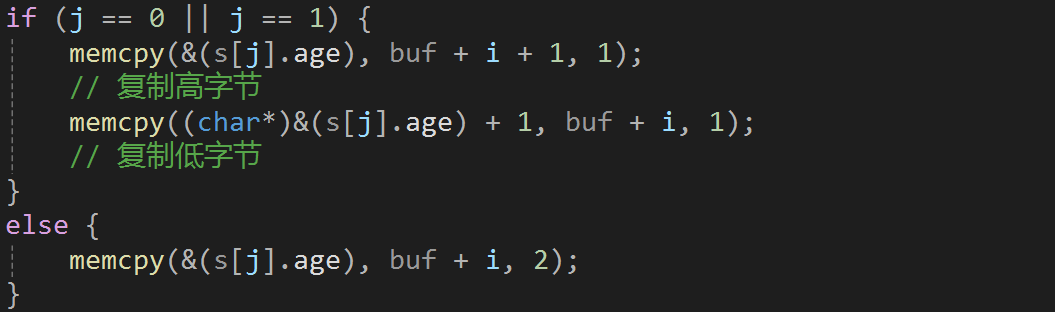 if (j == 0 || j == 1) {
    memcpy(&(s[j].age), buf + i + 1, 1);
    // 复制高字节
    memcpy((char*)&(s[j].age) + 1, buf + i, 1);
    // 复制低字节
}
else {
    memcpy(&(s[j].age), buf + i, 2);
}